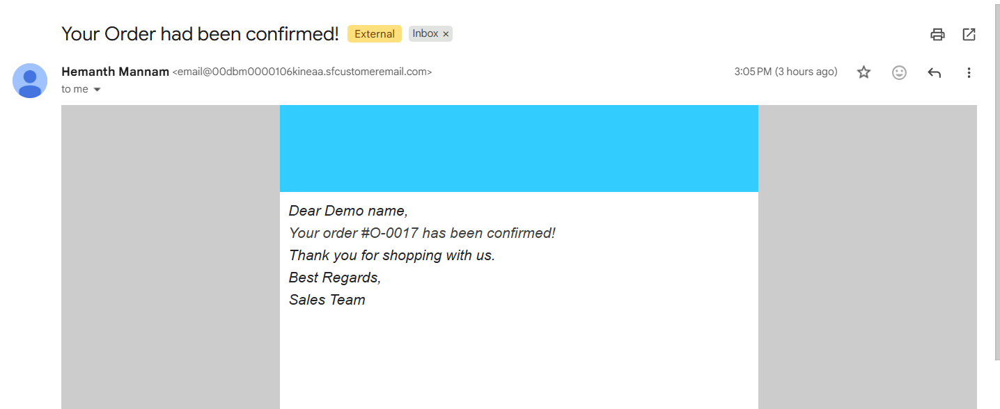 Your Order had been confirmed! External Inbox ×
Hemanth Mannam <email@00dbm0000106kineaa.sfcustomeremail.com> 3:05 PM (3 hours ago)
to me
Dear Demo name,
Your order #O-0017 has been confirmed!
Thank you for shopping with us.
Best Regards,
Sales Team